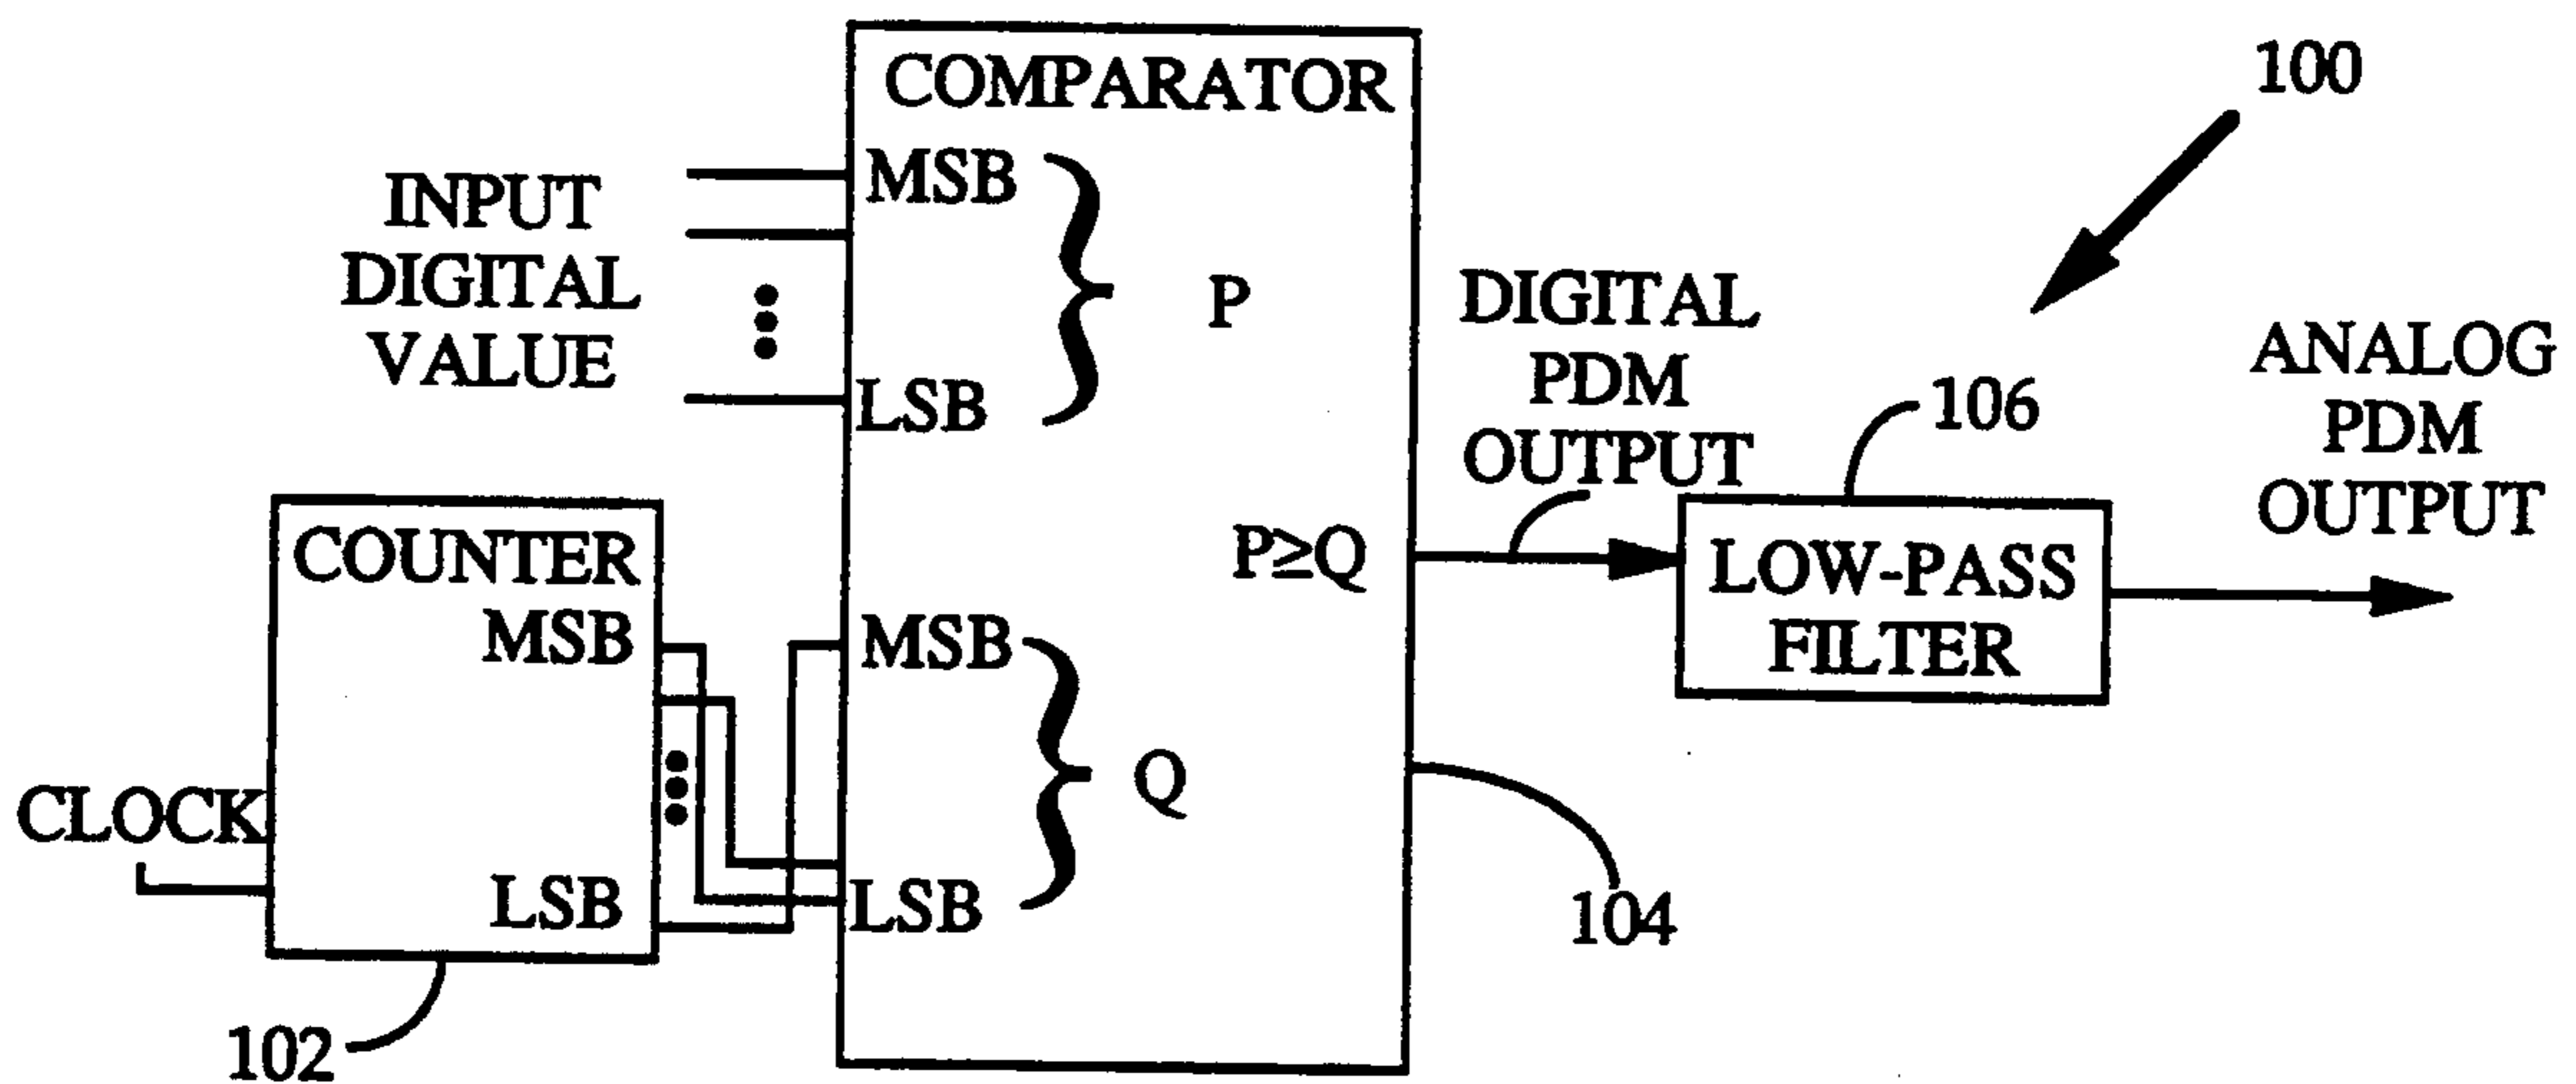 COMPARATOR
MSB
LSB
P
INPUT
DIGITAL
VALUE
100
DIGITAL
PDM
OUTPUT
106
ANALOG
PDM
OUTPUT
COUNTER
MSB
LSB
CLOCK
102
MSB
LSB
Q
P≥Q
LOW-PASS
FILTER
104